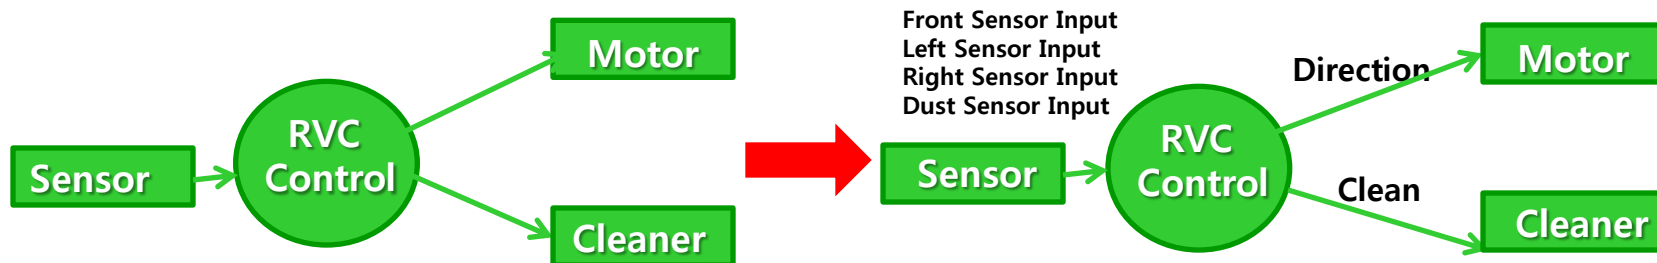 Motor
RVC
Control
Sensor
Cleaner
Front Sensor Input
Left Sensor Input
Right Sensor Input
Dust Sensor Input
Direction
Motor
RVC
Control
Sensor
Clean
Cleaner